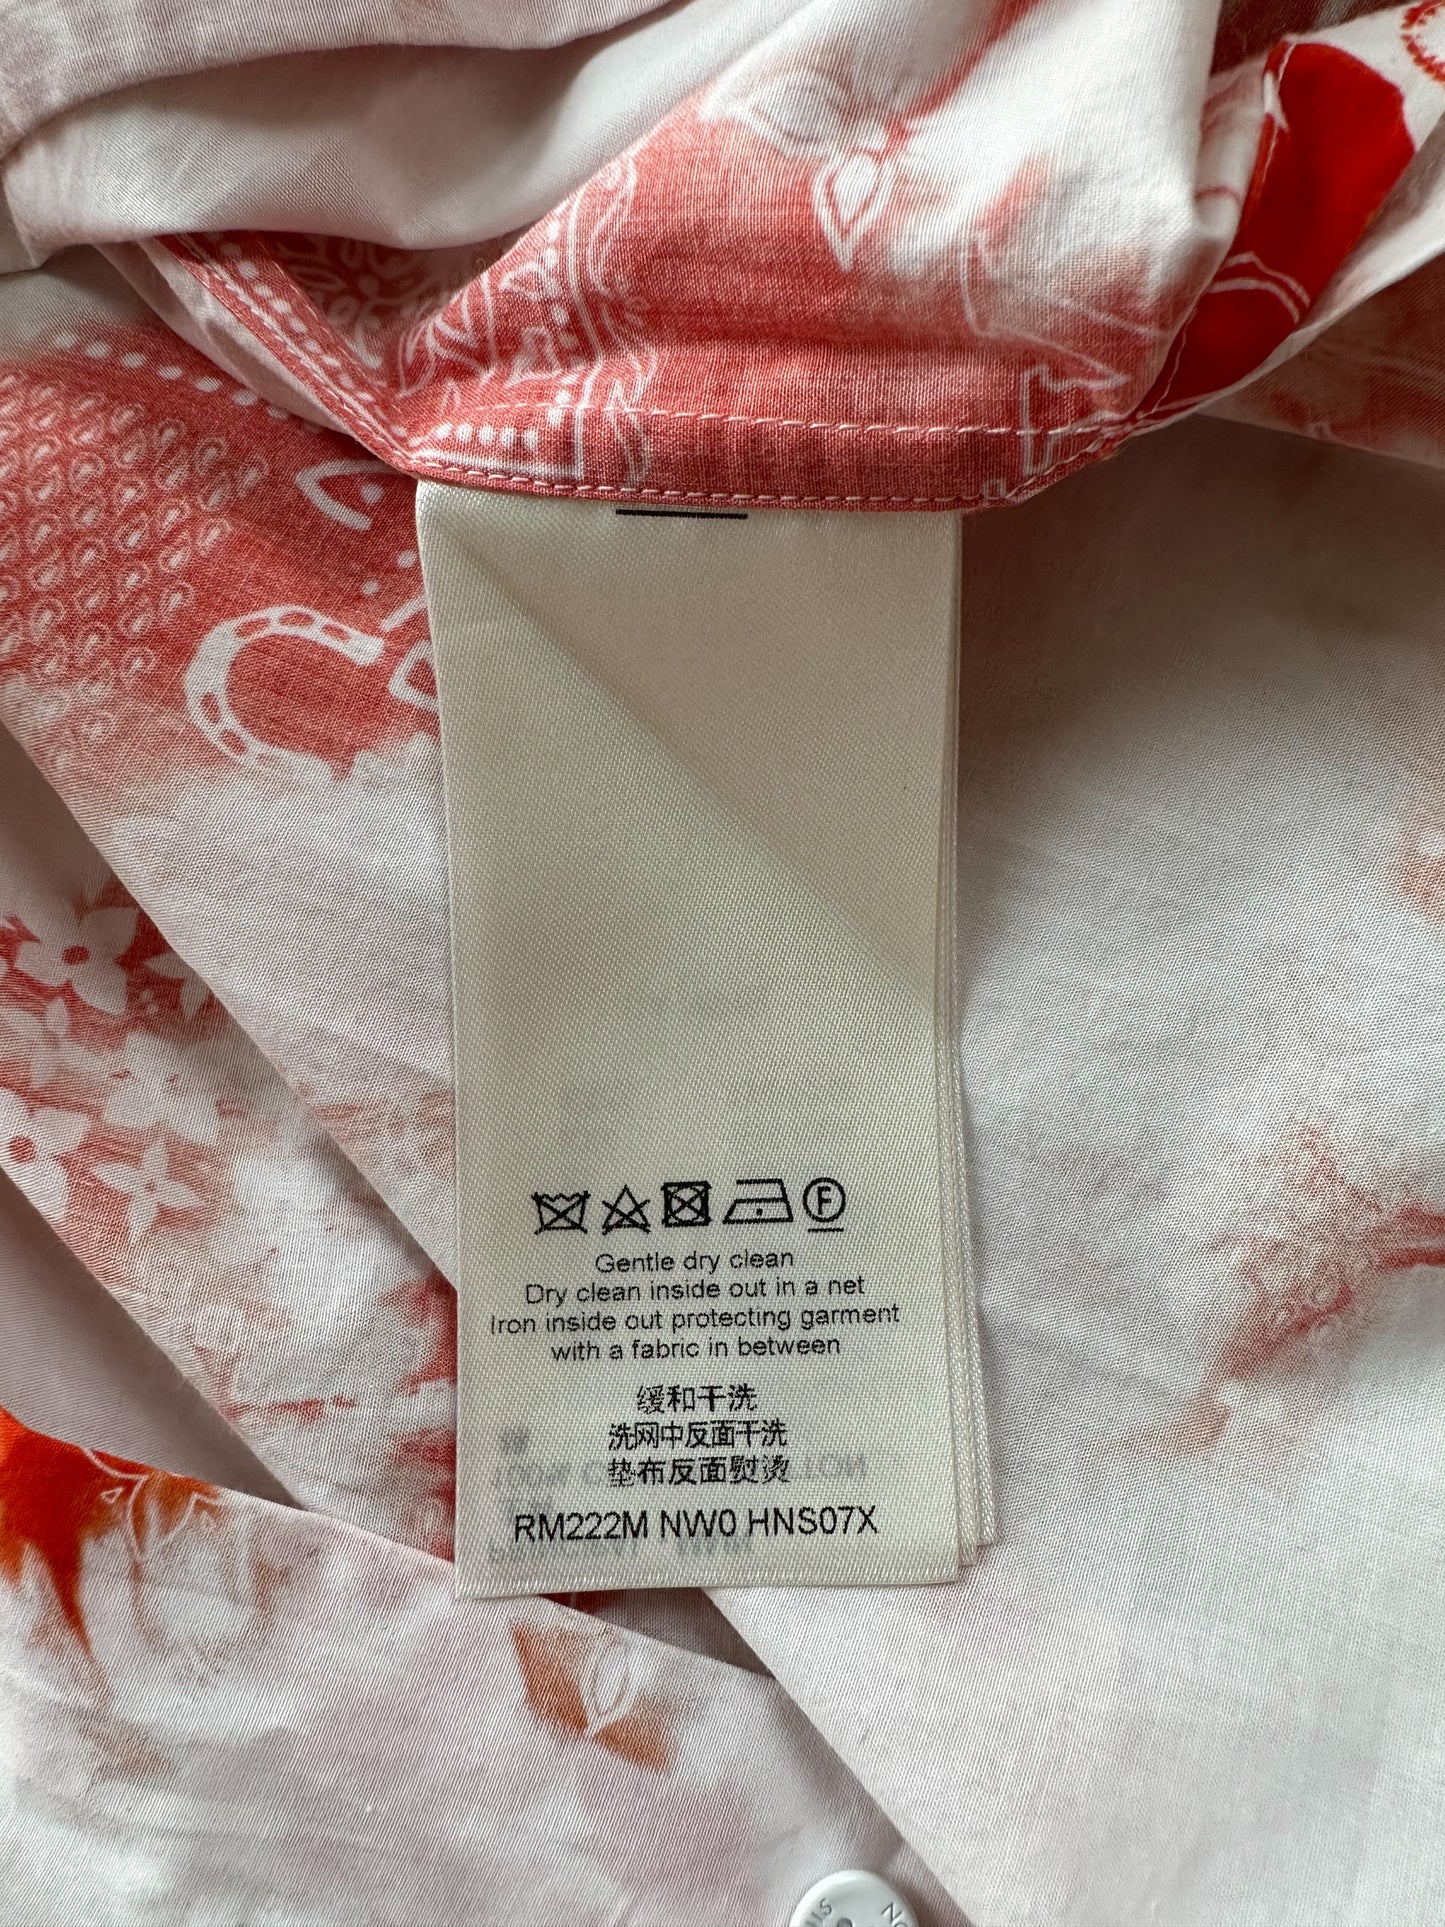 F
Gentle dry clean
Dry clean inside out in a net
Iron inside out protecting garment
with a fabric in between
缓和干洗
洗网中反面干洗
垫布反面熨烫
RM222M NW0 HNS07X